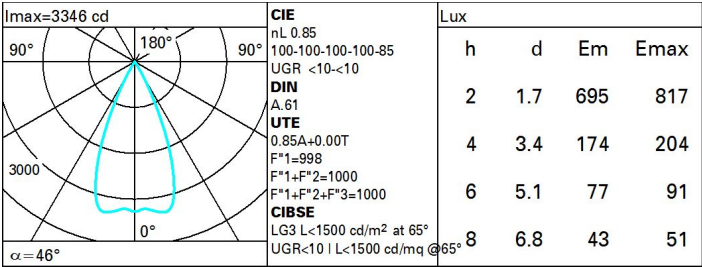 Imax=3346 cd
90°
180°
90°
3000
0°
α=46°
CIE
nL 0.85
100-100-100-100-85
UGR <10-<10
DIN
A.61
UTE
0.85A+0.00T
F"1=998
F"1+F"2=1000
F"1+F"2+F"3=1000
CIBSE
LG3 L<1500 cd/m² at 65°
UGR<10 | L<1500 cd/mq @65°
Lux
h d Em Emax
2 1.7 695 817
4 3.4 174 204
6 5.1 77 91
8 6.8 43 51